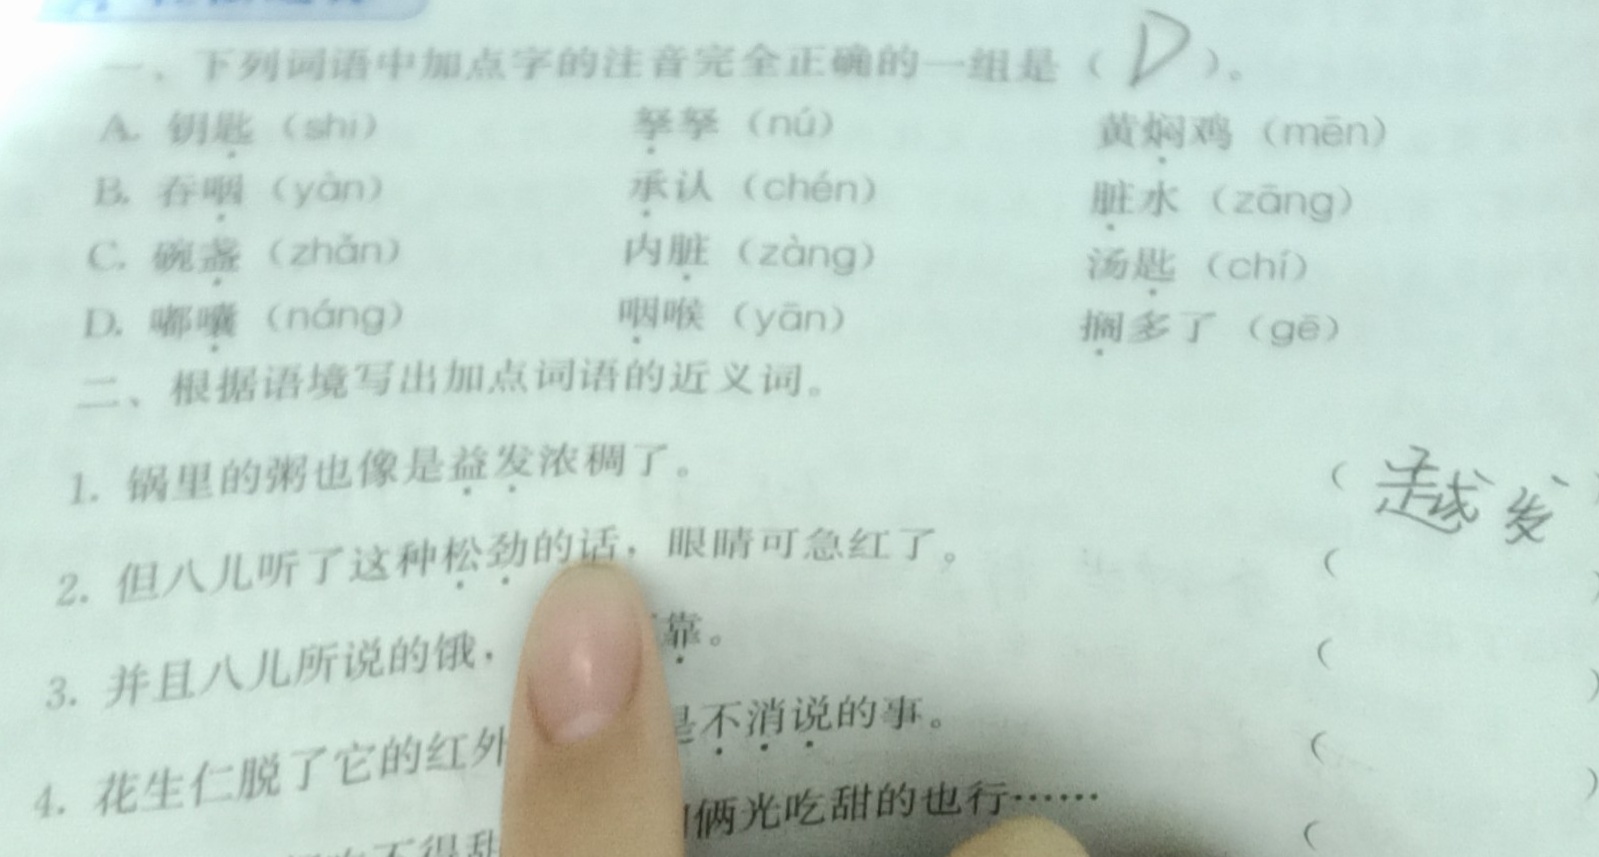 一、下列词语中加点字的注音完全正确的一组是（ D ）。
A. 钥匙（shi） 拏拏（nú） 黄焖鸡（mēn）
B. 吞咽（yàn） 承认（chén） 脏水（zāng）
C. 碗盏（zhǎn） 内脏（zàng） 汤匙（chí）
D. 嘟囔（náng） 咽喉（yān） 搁多了（gē）
二、根据语境写出加点词语的近义词。
1. 锅里的粥也像是益发浓稠了。（ 越发
2. 但八儿听了这种松劲的话，眼睛可急红了。（
3. 并且八儿所说的饿， 靠。（ ）
4. 花生仁脱了它的红外 是不消说的事。（ ）
不得甜 俩光吃甜的也行……（